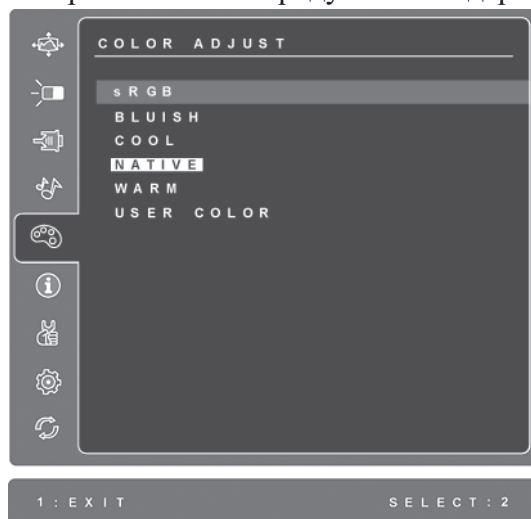 COLOR ADJUST
sRGB
BLUISH
COOL
NATIVE
WARM
USER COLOR
1:EXIT SELECT:2